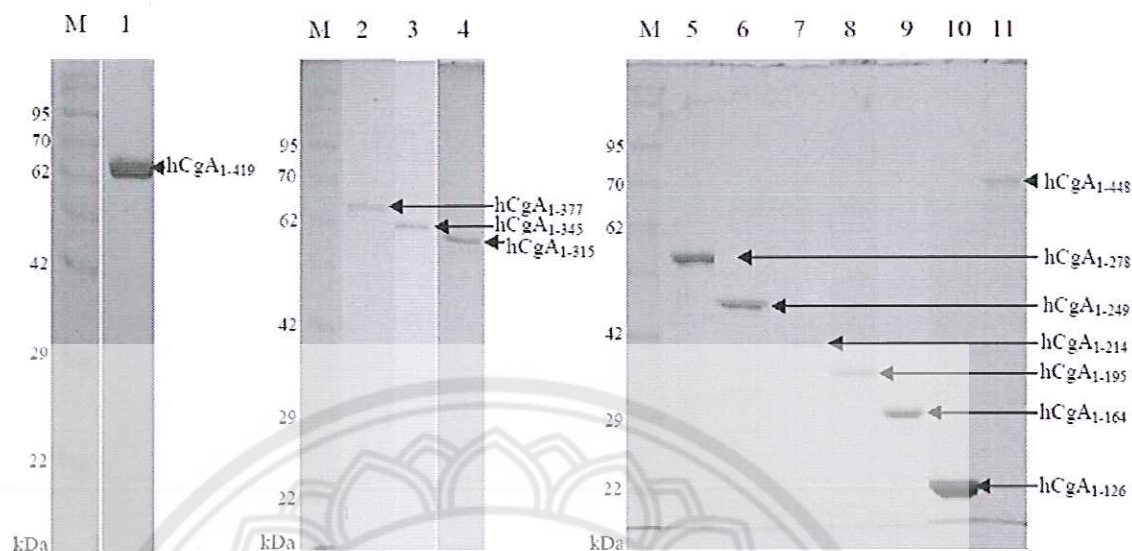 M 1
95
70
62
42
29
22
kDa
hCgA1-419
M 2 3 4
95
70
62
42
29
22
kDa
hCgA1-377
hCgA1-345
hCgA1-315
M 5 6 7 8 9 10 11
95
70
62
42
29
22
kDa
hCgA1-448
hCgA1-278
hCgA1-249
hCgA1-214
hCgA1-195
hCgA1-164
hCgA1-126